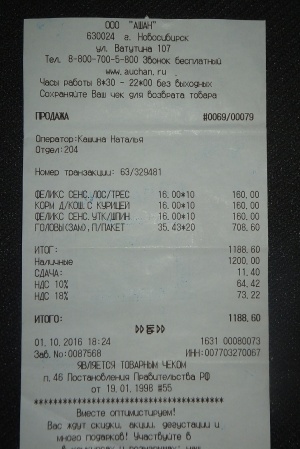 ООО "АШАН"
630024 г. Новосибирск
ул. Ватутина 107
Тел. 8-800-700-5-800 Звонок бесплатный
www.auchan.ru
Часы работы 8*30 - 22*00 без выходных
Сохраняйте Ваш чек для возврата товара
ПРОДАЖА #0069/00079
Оператор:Кашина Наталья
Отдел:204
Номер транзакции: 63/329481
ФЕЛИКС СЕНС.ЛОС/ТРЕС 16.00*10 160,00
КОРМ Д/КОШ.С КУРИЦЕЙ 16.00*10 160,00
ФЕЛИКС СЕНС.УТК/ШПИН. 16.00*10 160,00
ГОЛОВЫ(ЗАМ),П/ПАКЕТ 35.43*20 708,60
ИТОГ: 1188,60
Наличные 1200,00
СДАЧА: 11,40
НДС 10% 64,42
НДС 18% 73,22
ИТОГО: 1188,60
01.10.2016 18:24 1631 00080073
Зав. No:0087568 ИНН:007703270067
ЯВЛЯЕТСЯ ТОВАРНЫМ ЧЕКОМ
п. 46 Постановления Правительства РФ
от 19.01.1998 #55
****************************************
Вместе оптимистируем!
Вас ждут скидки, акции, дегустации и
много подарков! Участвуйте в